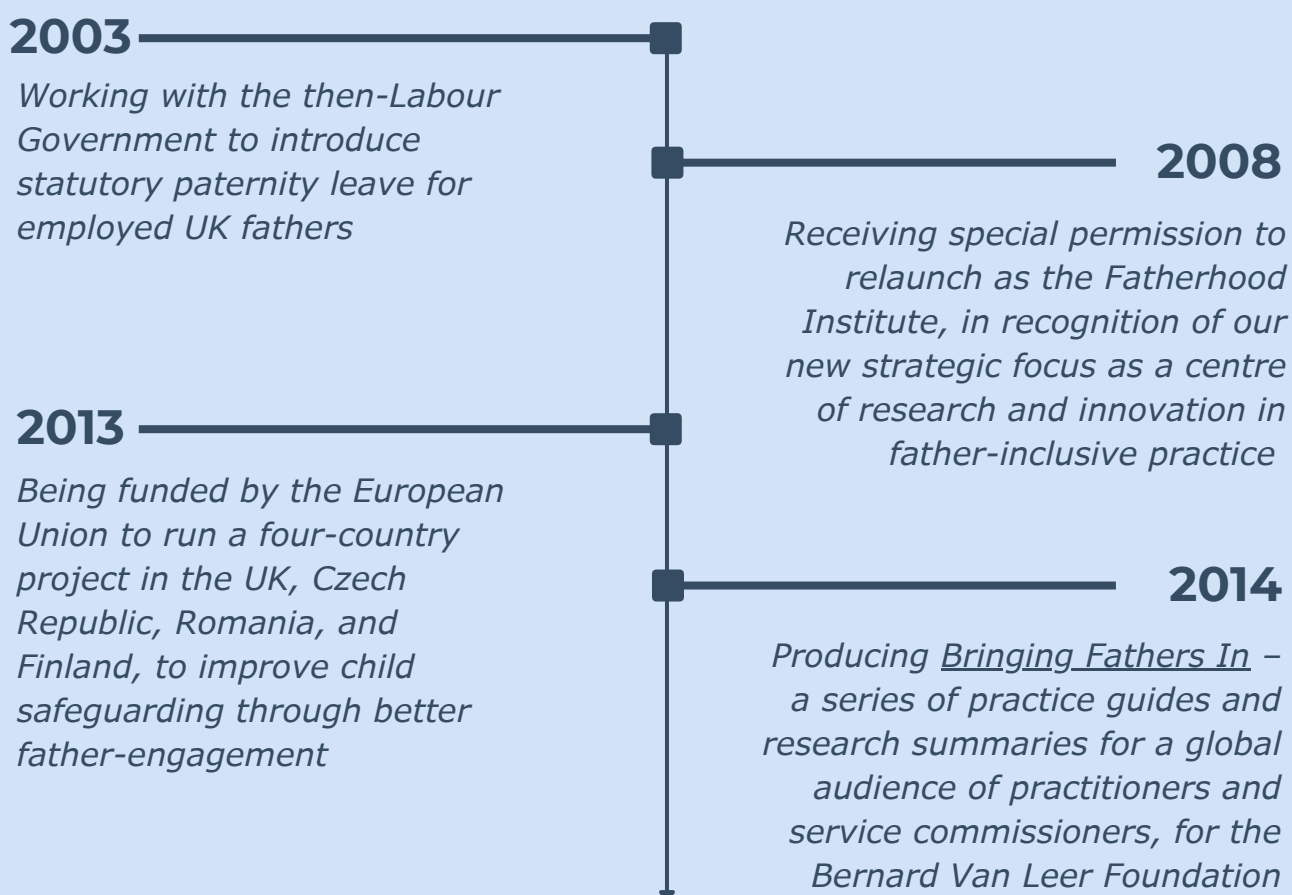 2003
Working with the then-Labour
Government to introduce
statutory paternity leave for
employed UK fathers
2008
Receiving special permission to
relaunch as the Fatherhood
Institute, in recognition of our
new strategic focus as a centre
of research and innovation in
father-inclusive practice
2013
Being funded by the European
Union to run a four-country
project in the UK, Czech
Republic, Romania, and
Finland, to improve child
safeguarding through better
father-engagement
2014
Producing Bringing Fathers In –
a series of practice guides and
research summaries for a global
audience of practitioners and
service commissioners, for the
Bernard Van Leer Foundation